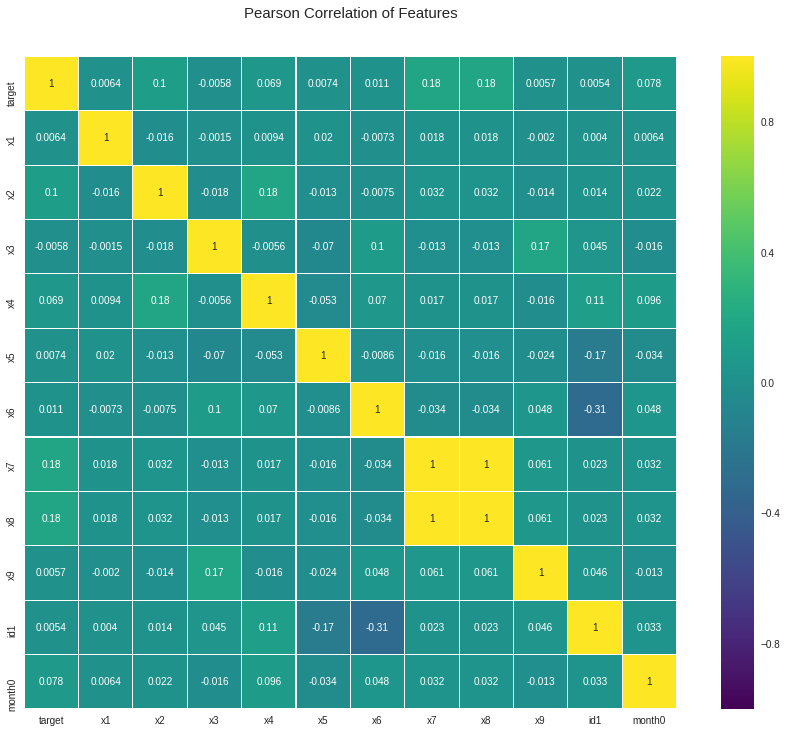 Pearson Correlation of Features
target 1 0.0064 0.1 -0.0058 0.069 0.0074 0.011 0.18 0.18 0.0057 0.0054 0.078
x1 0.0064 1 -0.016 -0.0015 0.0094 0.02 -0.0073 0.018 0.018 -0.002 0.004 0.0064
x2 0.1 -0.016 1 -0.018 0.18 -0.013 -0.0075 0.032 0.032 -0.014 0.014 0.022
x3 -0.0058 -0.0015 -0.018 1 -0.0056 -0.07 0.1 -0.013 -0.013 0.17 0.045 -0.016
x4 0.069 0.0094 0.18 -0.0056 1 -0.053 0.07 0.017 0.017 -0.016 0.11 0.096
x5 0.0074 0.02 -0.013 -0.07 -0.053 1 -0.0086 -0.016 -0.016 -0.024 -0.17 -0.034
x6 0.011 -0.0073 -0.0075 0.1 0.07 -0.0086 1 -0.034 -0.034 0.048 -0.31 0.048
x7 0.18 0.018 0.032 -0.013 0.017 -0.016 -0.034 1 1 0.061 0.023 0.032
x8 0.18 0.018 0.032 -0.013 0.017 -0.016 -0.034 1 1 0.061 0.023 0.032
x9 0.0057 -0.002 -0.014 0.17 -0.016 -0.024 0.048 0.061 0.061 1 0.046 -0.013
id1 0.0054 0.004 0.014 0.045 0.11 -0.17 -0.31 0.023 0.023 0.046 1 0.033
month0 0.078 0.0064 0.022 -0.016 0.096 -0.034 0.048 0.032 0.032 -0.013 0.033 1
target x1 x2 x3 x4 x5 x6 x7 x8 x9 id1 month0
0.8
0.4
0.0
−0.4
−0.8